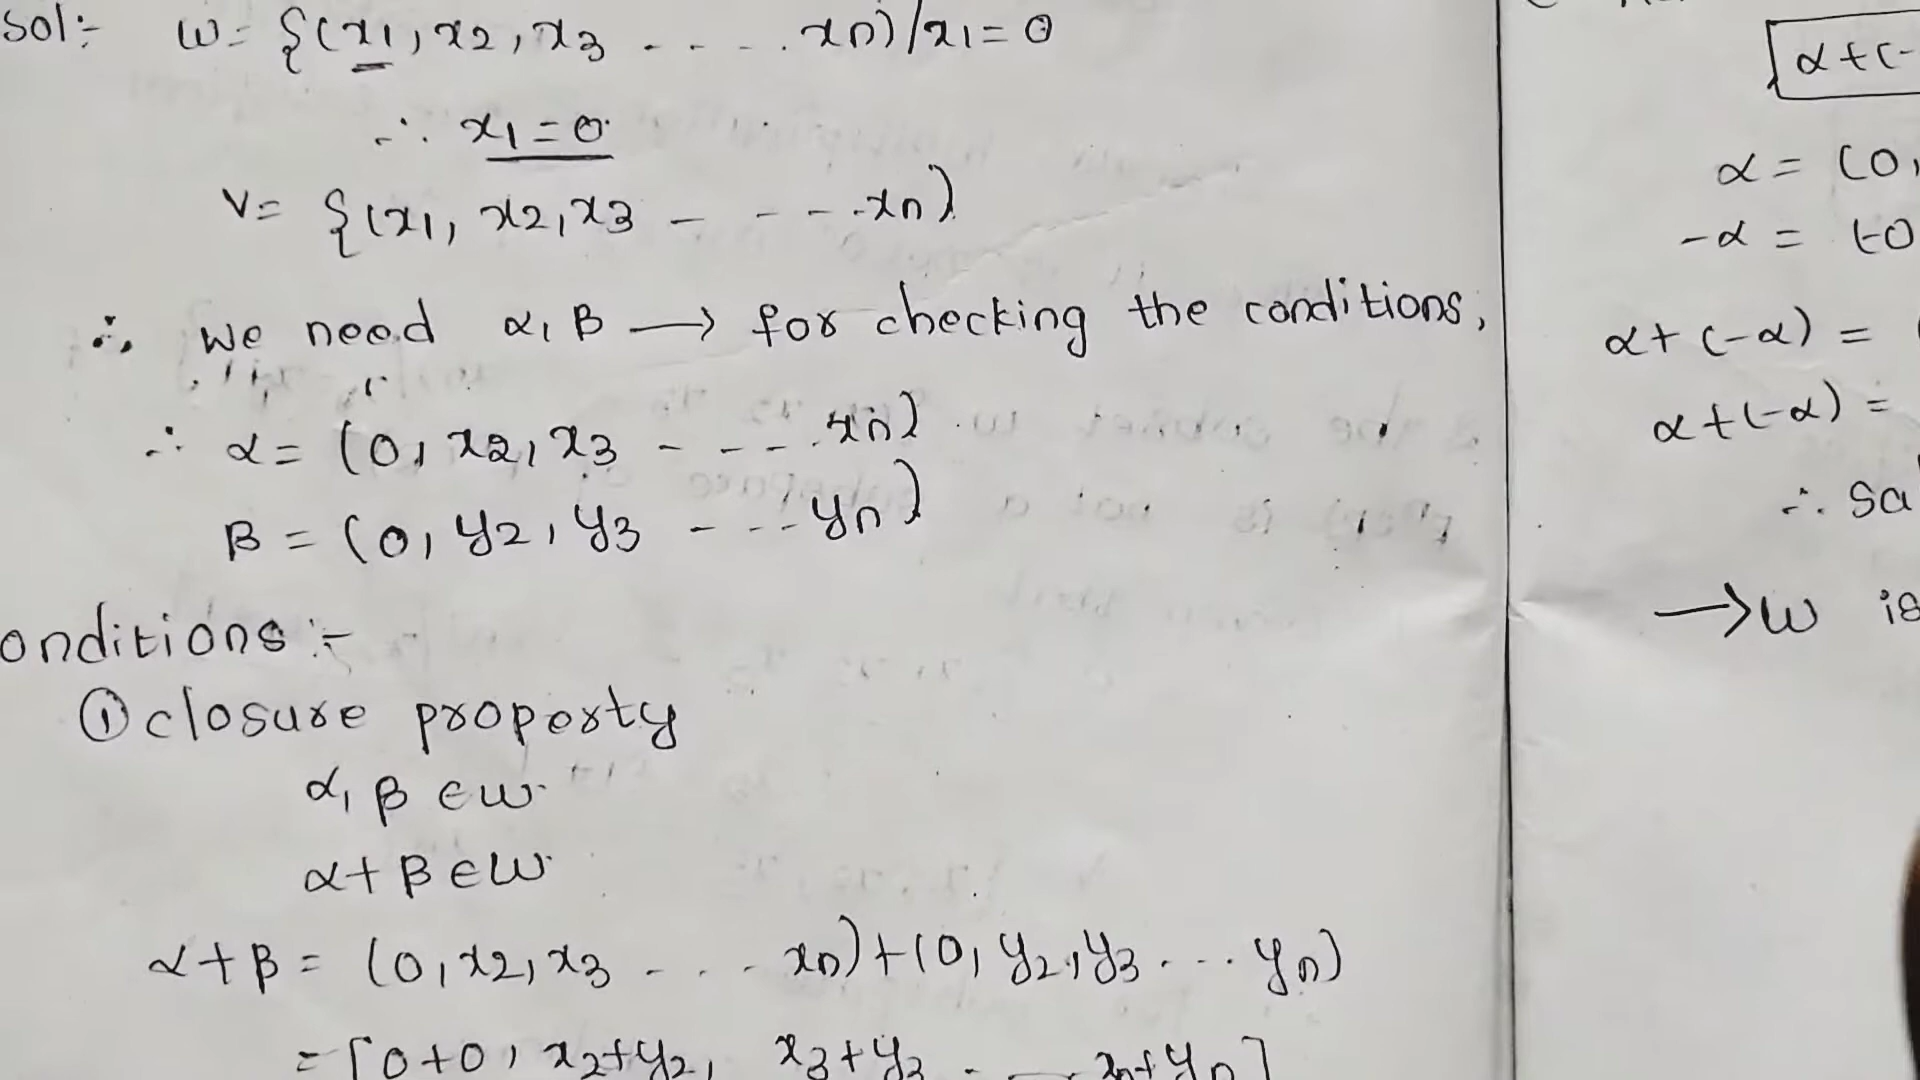 Sol:- W= {(x1, x2, x3 - - - - xn)/x1=0
∴ x1=0
V= {(x1, x2, x3 - - - - xn)
∴ we need α, β → for checking the conditions,
∴ α= (0, x2, x3 - - - - xn)
β = (0, y2, y3 - - - yn)
onditions :-
① closure property
α, β ∈ W
α+β ∈ W
α+β = (0, x2, x3 - - - xn)+(0, y2, y3 - - - yn)
= [0+0, x2+y2, x3+y3 - - xn+yn]
α+(-
α= (0,
-α = (-0
α+(-α) =
α+(-α) =
∴ Sa
→ W is